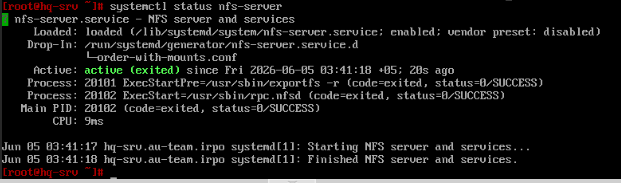 [root@hq-srv ~]# systemctl status nfs-server
nfs-server.service - NFS server and services
Loaded: loaded (/lib/systemd/system/nfs-server.service; enabled; vendor preset: disabled)
Drop-In: /run/systemd/generator/nfs-server.service.d
└─order-with-mounts.conf
Active: active (exited) since Fri 2026-06-05 03:41:18 +05; 20s ago
Process: 20101 ExecStartPre=/usr/sbin/exportfs -r (code=exited, status=0/SUCCESS)
Process: 20102 ExecStart=/usr/sbin/rpc.nfsd (code=exited, status=0/SUCCESS)
Main PID: 20102 (code=exited, status=0/SUCCESS)
CPU: 9ms
Jun 05 03:41:17 hq-srv.au-team.irpo systemd[1]: Starting NFS server and services...
Jun 05 03:41:18 hq-srv.au-team.irpo systemd[1]: Finished NFS server and services.
[root@hq-srv ~]# _